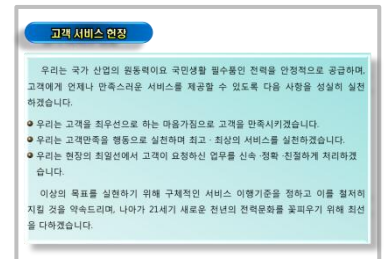 고객 서비스 헌장
우리는 국가 산업의 원동력이요 국민생활 필수품인 전력을 안정적으로 공급하며,
고객에게 언제나 만족스러운 서비스를 제공할 수 있도록 다음 사항을 성실히 실천
하겠습니다.
우리는 고객을 최우선으로 하는 마음가짐으로 고객을 만족시키겠습니다.
우리는 고객만족을 행동으로 실천하며 최고 · 최상의 서비스를 실천하겠습니다.
우리는 현장의 최일선에서 고객이 요청하신 업무를 신속 ·정확 ·친절하게 처리하겠
습니다.
이상의 목표를 실현하기 위해 구체적인 서비스 이행기준을 정하고 이를 철저히
지킬 것을 약속드리며, 나아가 21세기 새로운 천년의 전력문화를 꽃피우기 위해 최선
을 다하겠습니다.